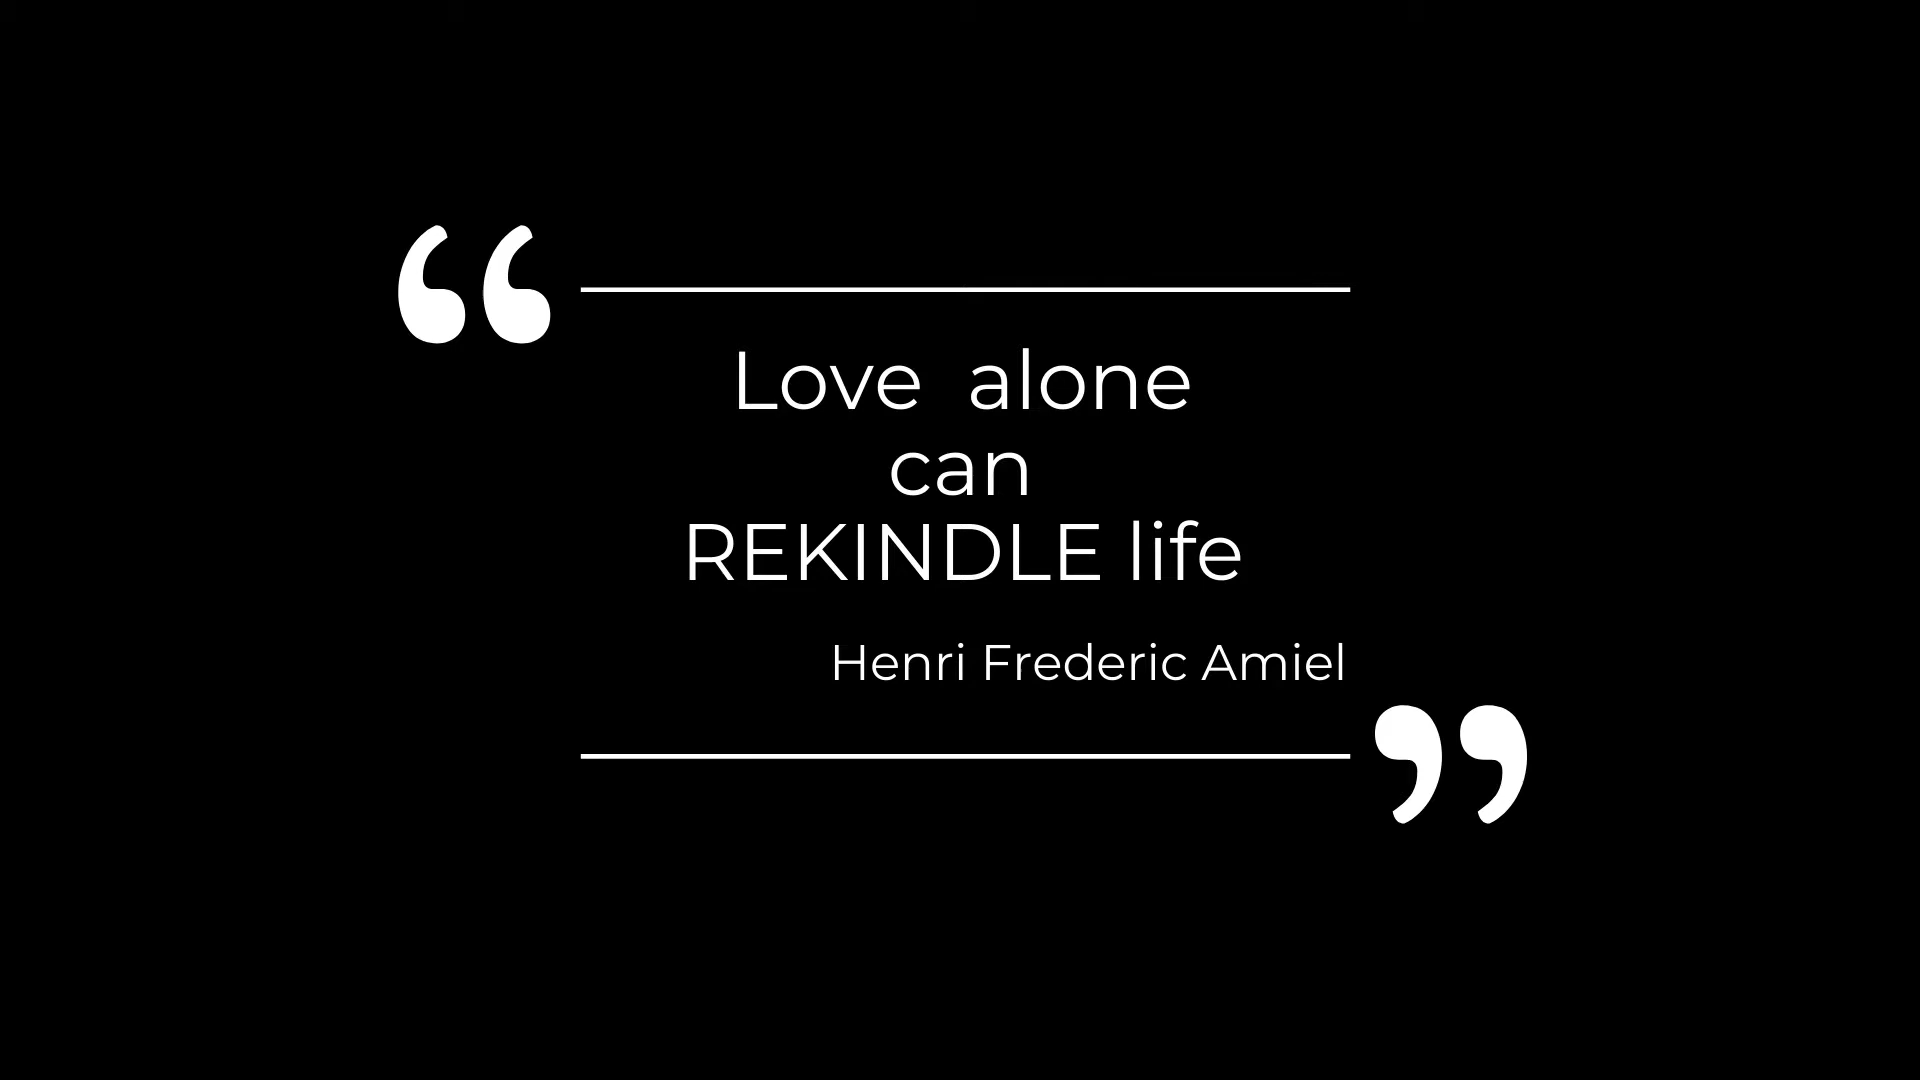 “
Love alone
can
REKINDLE life
Henri Frederic Amiel
”